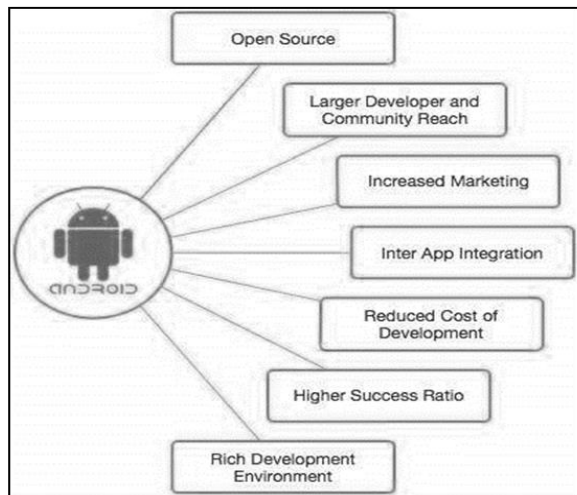 Open Source
Larger Developer and
Community Reach
Increased Marketing
Inter App Integration
ANDROID
Reduced Cost of
Development
Higher Success Ratio
Rich Development
Environment